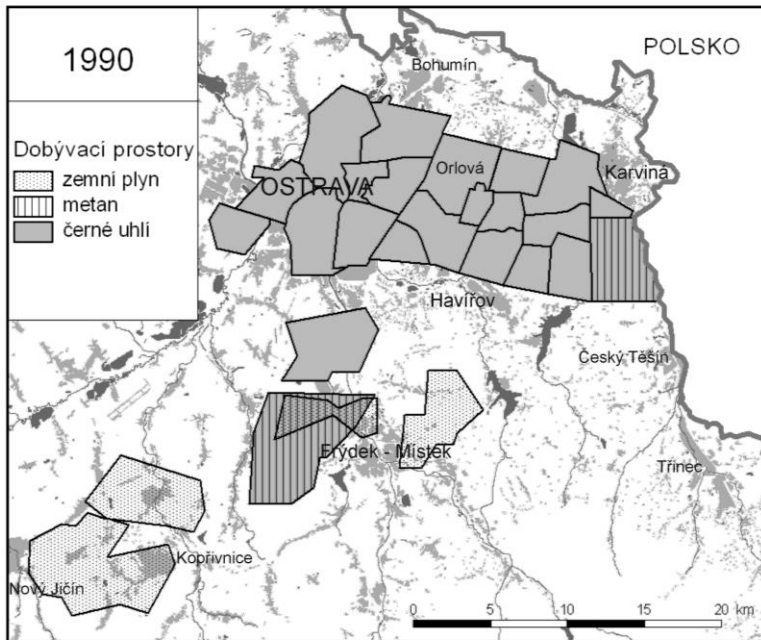 1990
POLSKO
Bohumín
Dobývací prostory
zemni plyn
metan
černé uhlí
Orlová
Karviná
OSTRAVA
Havířov
Český Těšín
Frýdek - Místek
Třinec
Kopřivnice
Nový Jičín
0 5 10 15 20 km